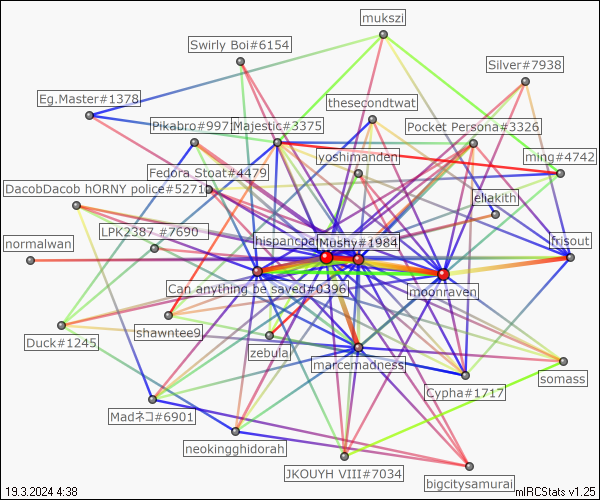 mukszi
Swirly Boi#6154
Silver#7938
Eg.Master#1378
thesecondtwat
Pikabro#997
Majestic#3375
Pocket Persona#3326
yoshimanden
ming#4742
Fedora Stoat#4479
DacobDacob hORNY police#5271
eliakith
LPK2387 #7690
normalwan
hispancpa
Mushy#1984
frisout
Can anything be saved#0396
moonraven
shawntee9
Duck#1245
zebula
marcemadness
somass
Cypha#1717
Madネコ#6901
neokingghidorah
JKOUYH VIII#7034
bigcitysamurai
19.3.2024 4:38
mIRCStats v1.25